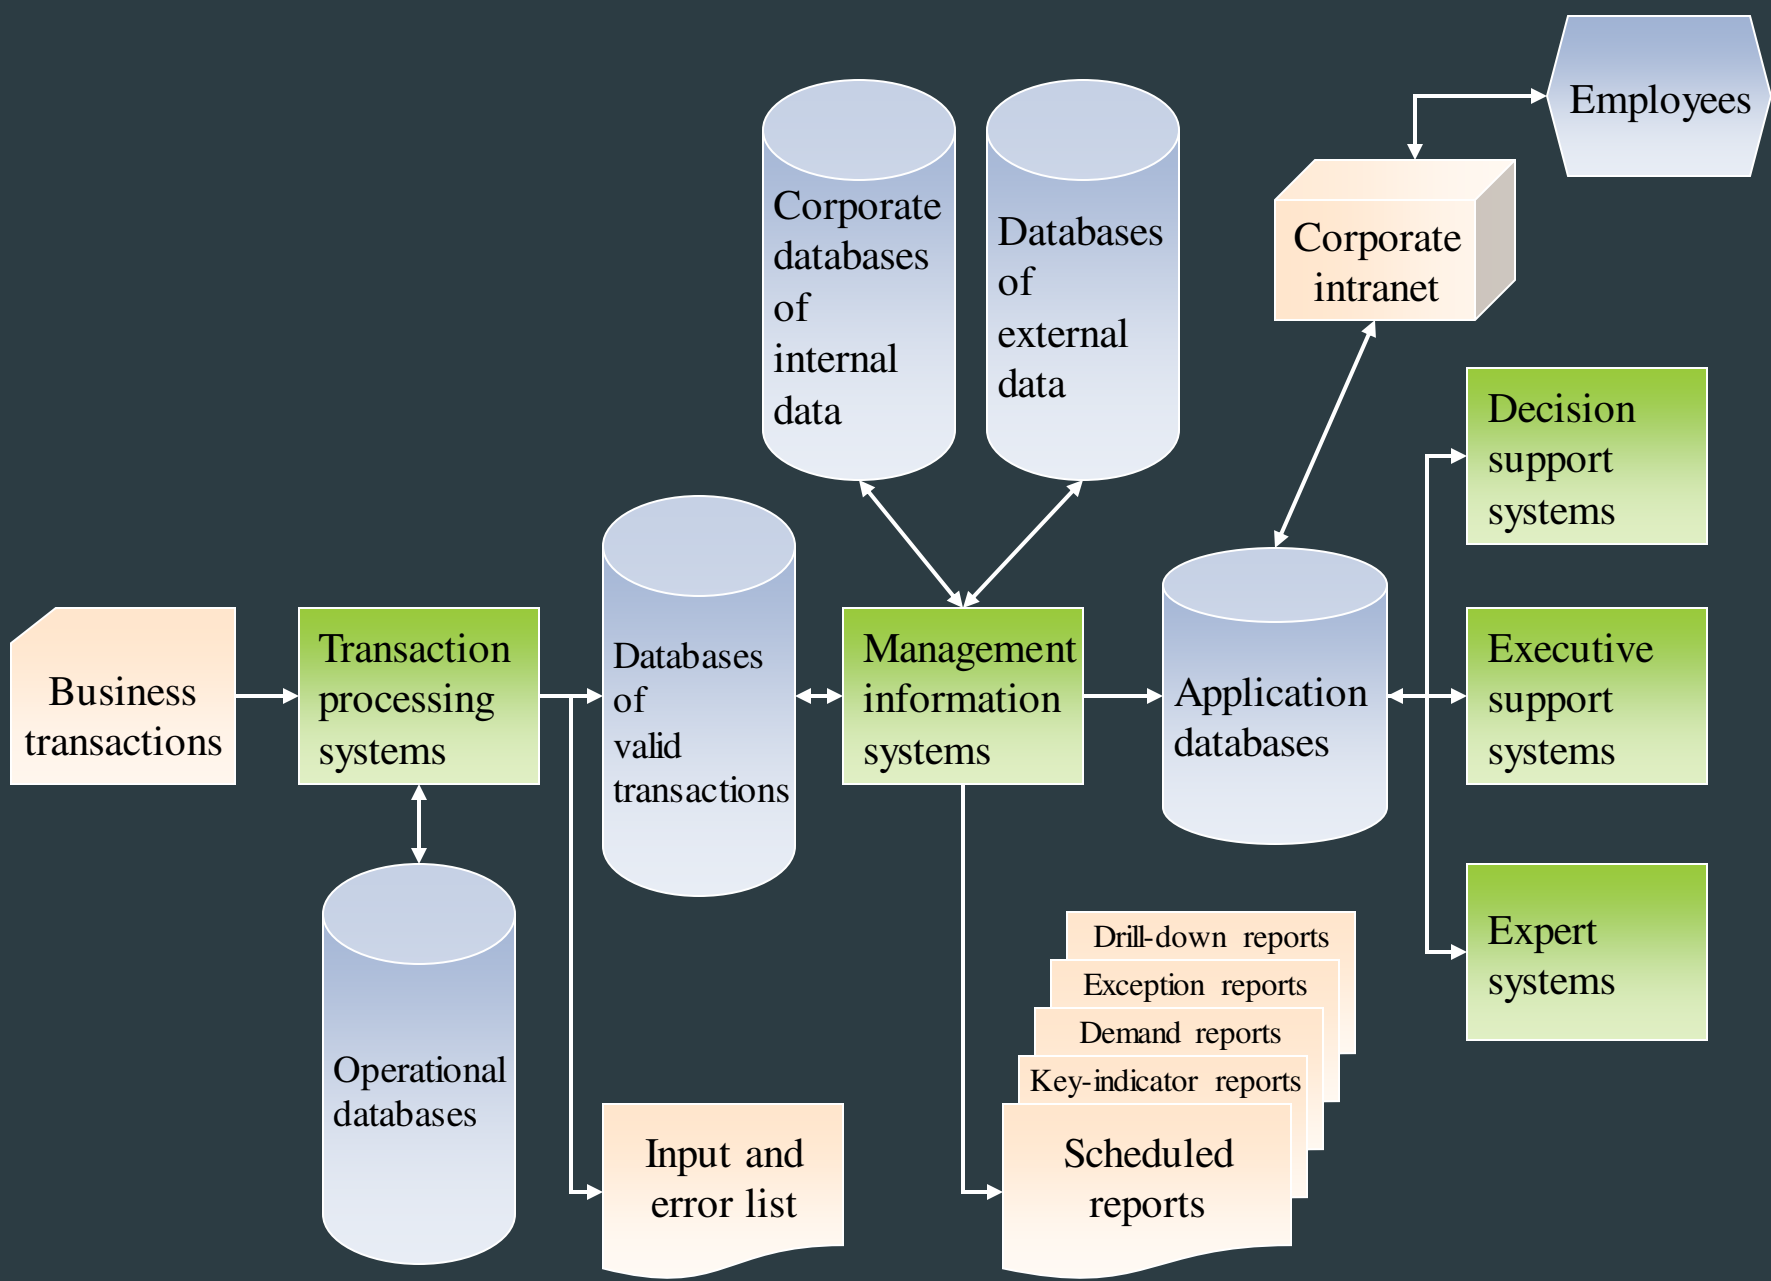 Employees
Corporate
databases
of
internal
data
Databases
of
external
data
Corporate
intranet
Decision
support
systems
Business
transactions
Transaction
processing
systems
Databases
of
valid
transactions
Management
information
systems
Application
databases
Executive
support
systems
Operational
databases
Drill-down reports
Exception reports
Demand reports
Key-indicator reports
Scheduled
reports
Expert
systems
Input and
error list